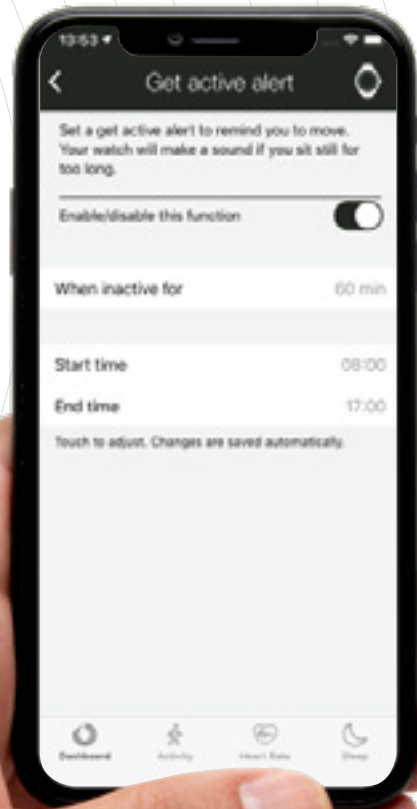 13:53
Get active alert
Set a get active alert to remind you to move.
Your watch will make a sound if you sit still for
too long.
Enable/disable this function
When inactive for 60 min
Start time 08:00
End time 17:00
Touch to adjust. Changes are saved automatically.
Dashboard Activity Heart Rate Sleep